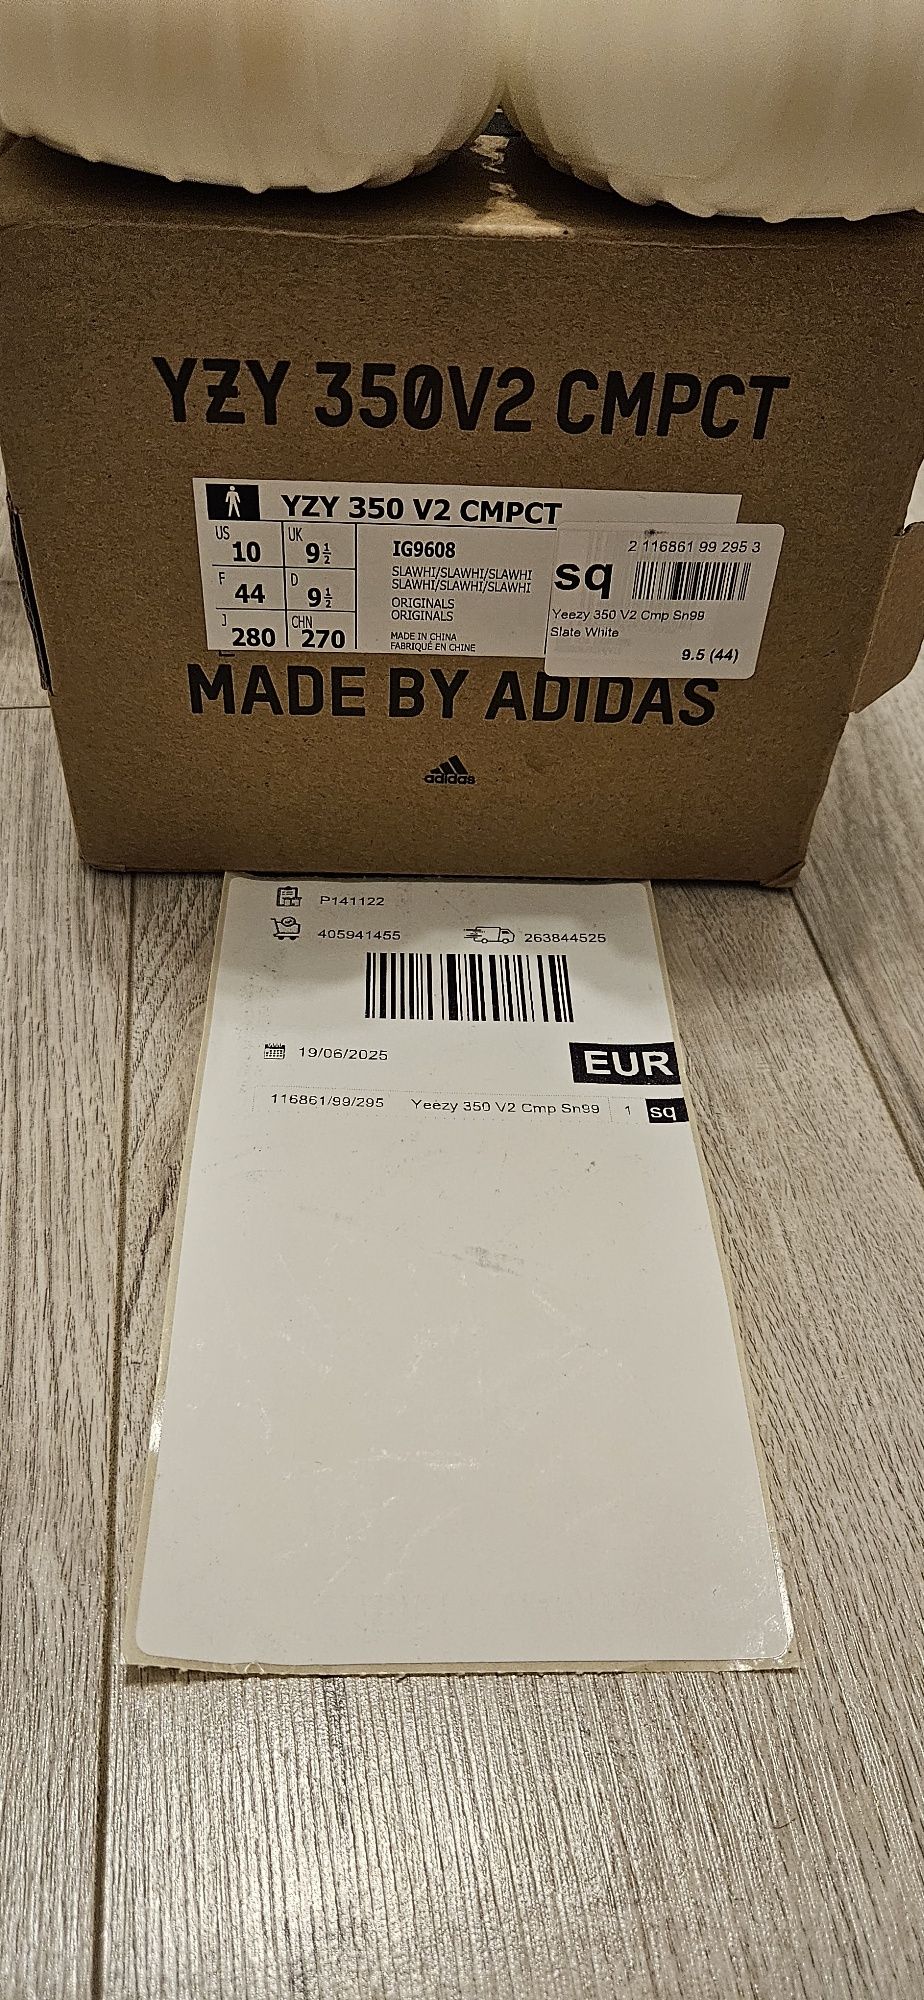 YZY 350V2 CMPCT
YZY 350 V2 CMPCT
US 10 UK 9½
F 44 D 9½
J 280 CHN 270
IG9608
SLAWHI/SLAWHI/SLAWHI
SLAWHI/SLAWHI/SLAWHI
ORIGINALS
ORIGINALS
MADE IN CHINA
FABRIQUÉ EN CHINE
2 116861 99 295 3
sq
Yeezy 350 V2 Cmp Sn99
Slate White
9.5 (44)
MADE BY ADIDAS
adidas
P141122
405941455 263844525
19/06/2025
EUR
116861/99/295 Yeezy 350 V2 Cmp Sn99 1 sq